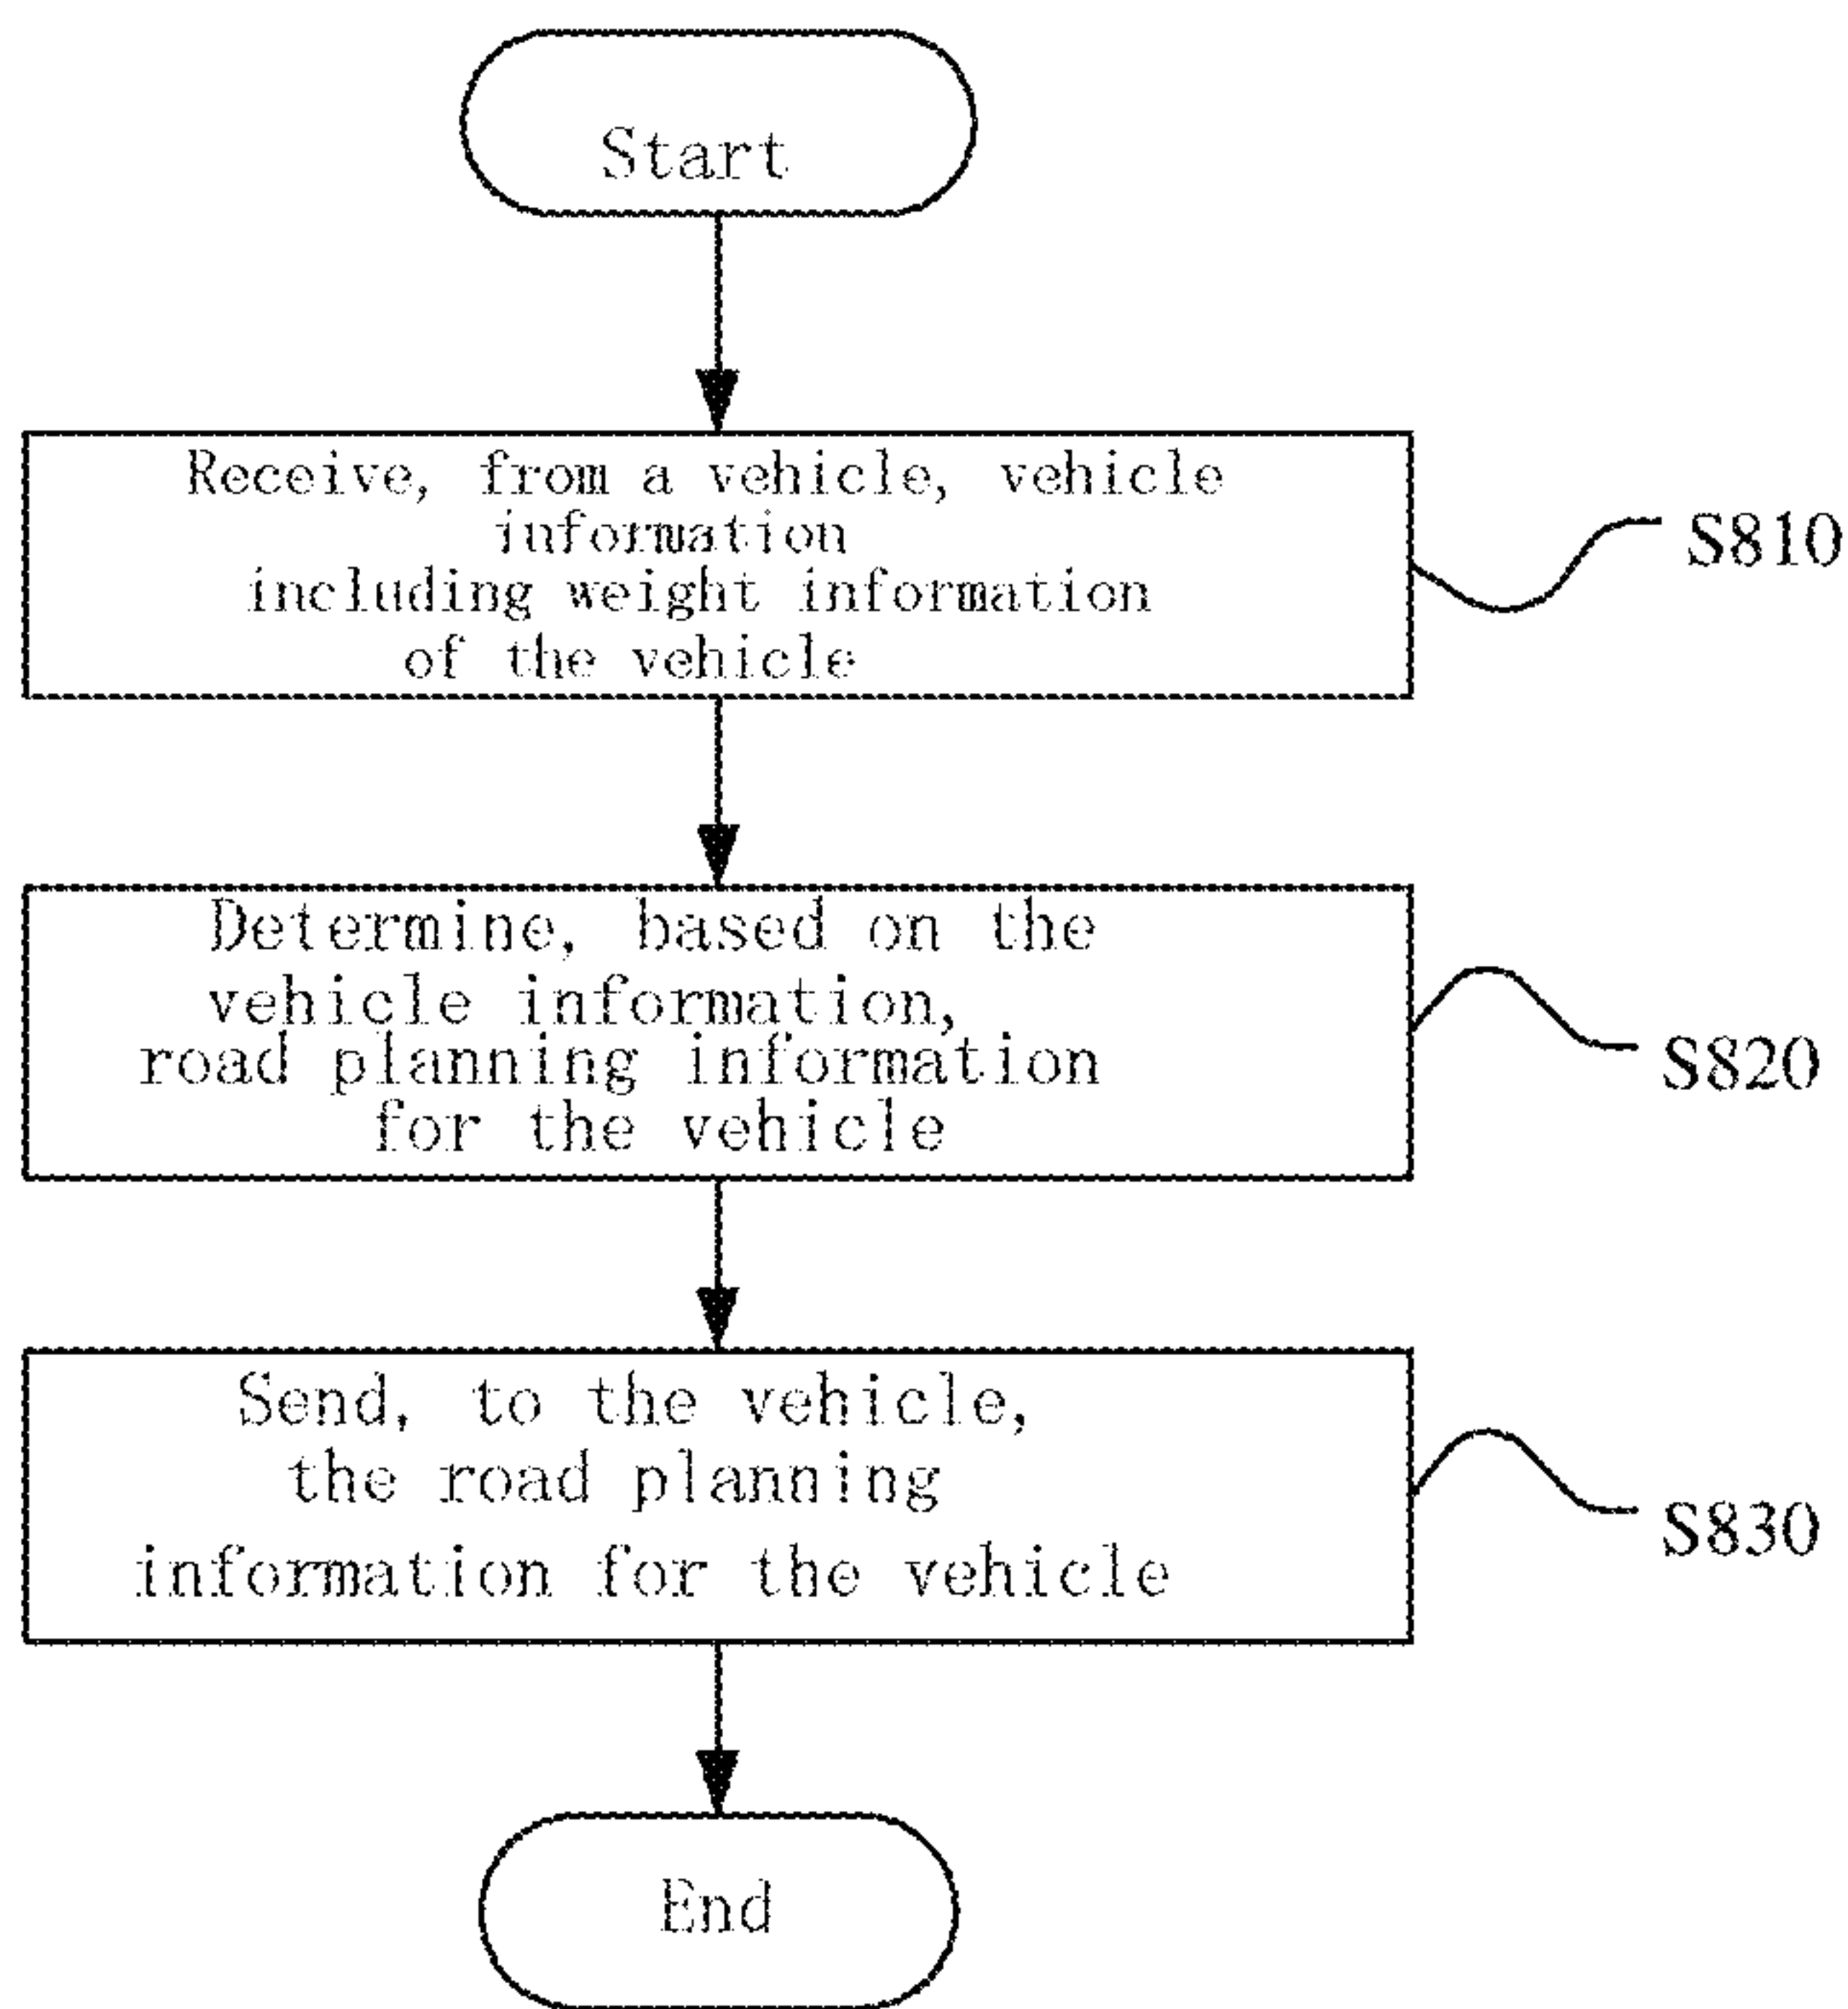 Start
Receive, from a vehicle, vehicle
information
including weight information
of the vehicle
S810
Determine, based on the
vehicle information,
road planning information
for the vehicle
S820
Send, to the vehicle,
the road planning
information for the vehicle
S830
End